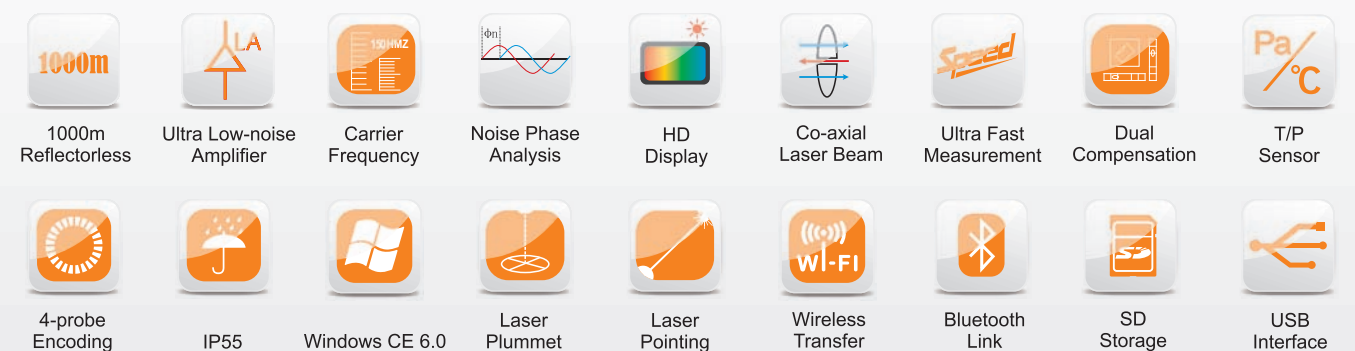 1000m
LA
150HMZ
Φn
Speed
Pa/°C
1000m
Reflectorless
Ultra Low-noise
Amplifier
Carrier
Frequency
Noise Phase
Analysis
HD
Display
Co-axial
Laser Beam
Ultra Fast
Measurement
Dual
Compensation
T/P
Sensor
WI-FI
SD
4-probe
Encoding
IP55
Windows CE 6.0
Laser
Plummet
Laser
Pointing
Wireless
Transfer
Bluetooth
Link
SD
Storage
USB
Interface